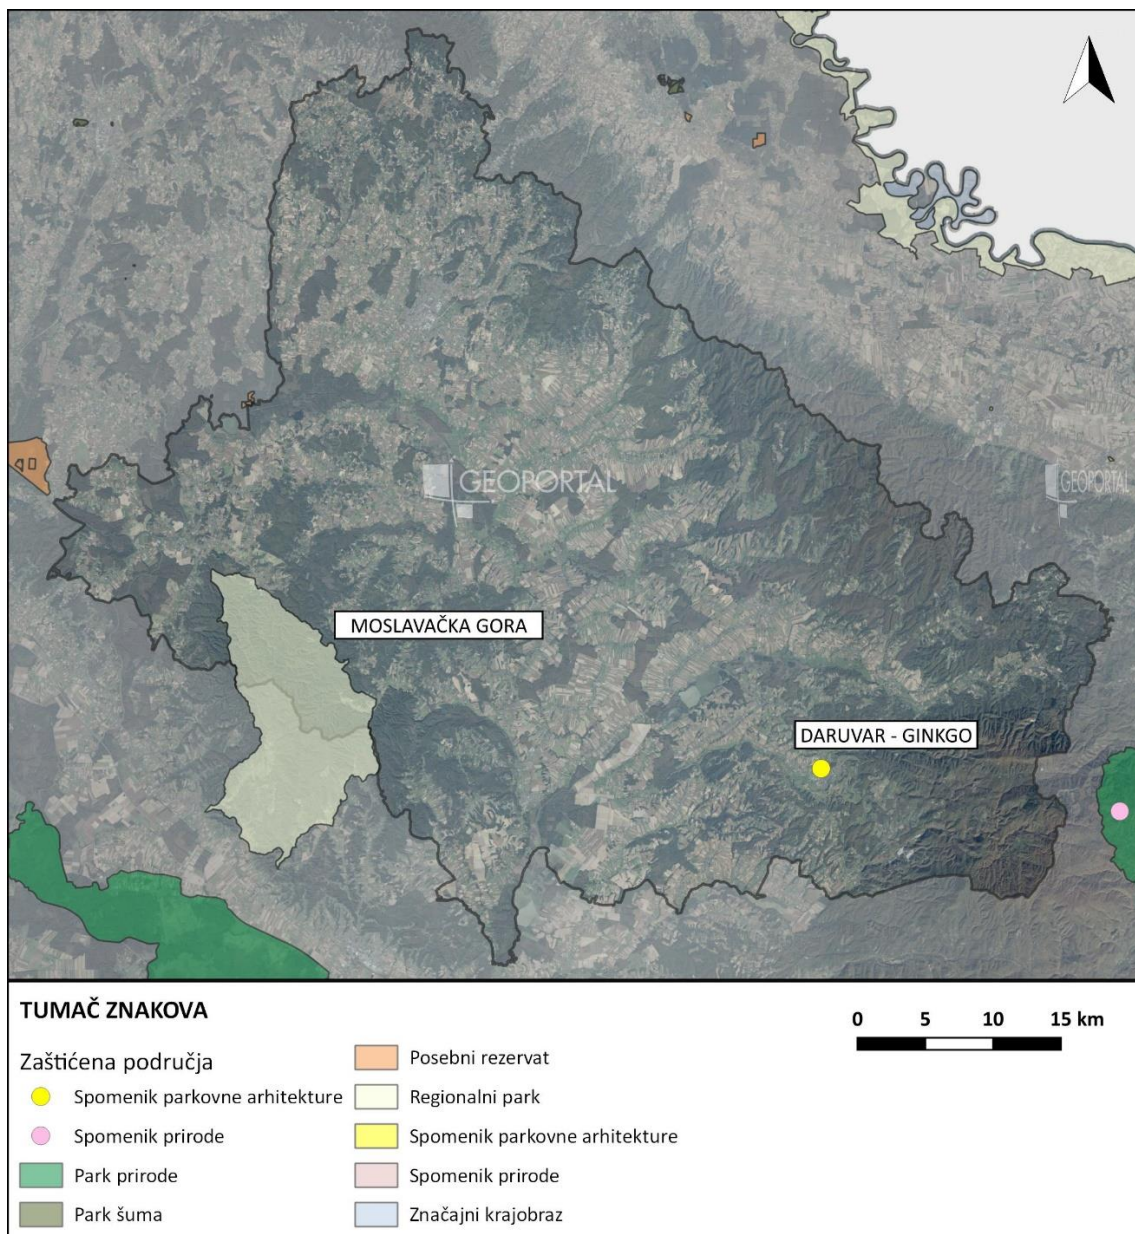 GEOPORTAL
GEOPORTAL
MOSLAVAČKA GORA
DARUVAR - GINKGO
TUMAČ ZNAKOVA
Zaštićena područja
Spomenik parkovne arhitekture
Spomenik prirode
Park prirode
Park šuma
Posebni rezervat
Regionalni park
Spomenik parkovne arhitekture
Spomenik prirode
Značajni krajobraz
0 5 10 15 km